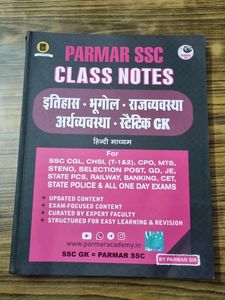 PARMAR SSC
CLASS NOTES
इतिहास • भूगोल • राजव्यवस्था
अर्थव्यवस्था • स्टैटिक GK
हिन्दी माध्यम
For
SSC CGL, CHSL (T-1&2), CPO, MTS,
STENO, SELECTION POST, GD, JE,
STATE PCS, RAILWAY, BANKING, CET,
STATE POLICE & ALL ONE DAY EXAMS
• UPDATED CONTENT
• EXAM-FOCUSED CONTENT
• CURATED BY EXPERT FACULTY
• STRUCTURED FOR EASY LEARNING & REVISION
www.parmaracademy.in
SSC GK = PARMAR SSC
BY PARMAR SIR